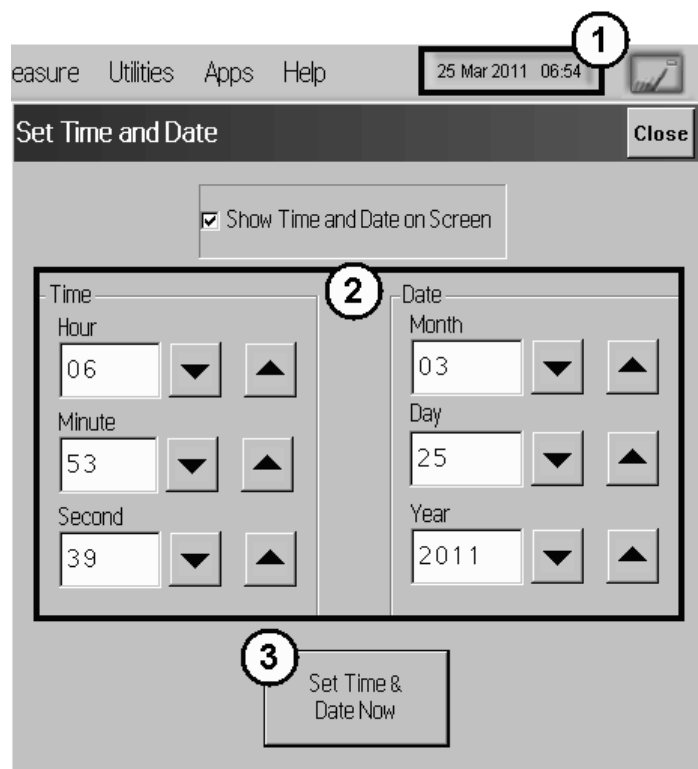 1
easure Utilities Apps Help 25 Mar 2011 06:54
Set Time and Date Close
Show Time and Date on Screen
2
Time
Hour
06
Minute
53
Second
39
Date
Month
03
Day
25
Year
2011
3
Set Time &
Date Now